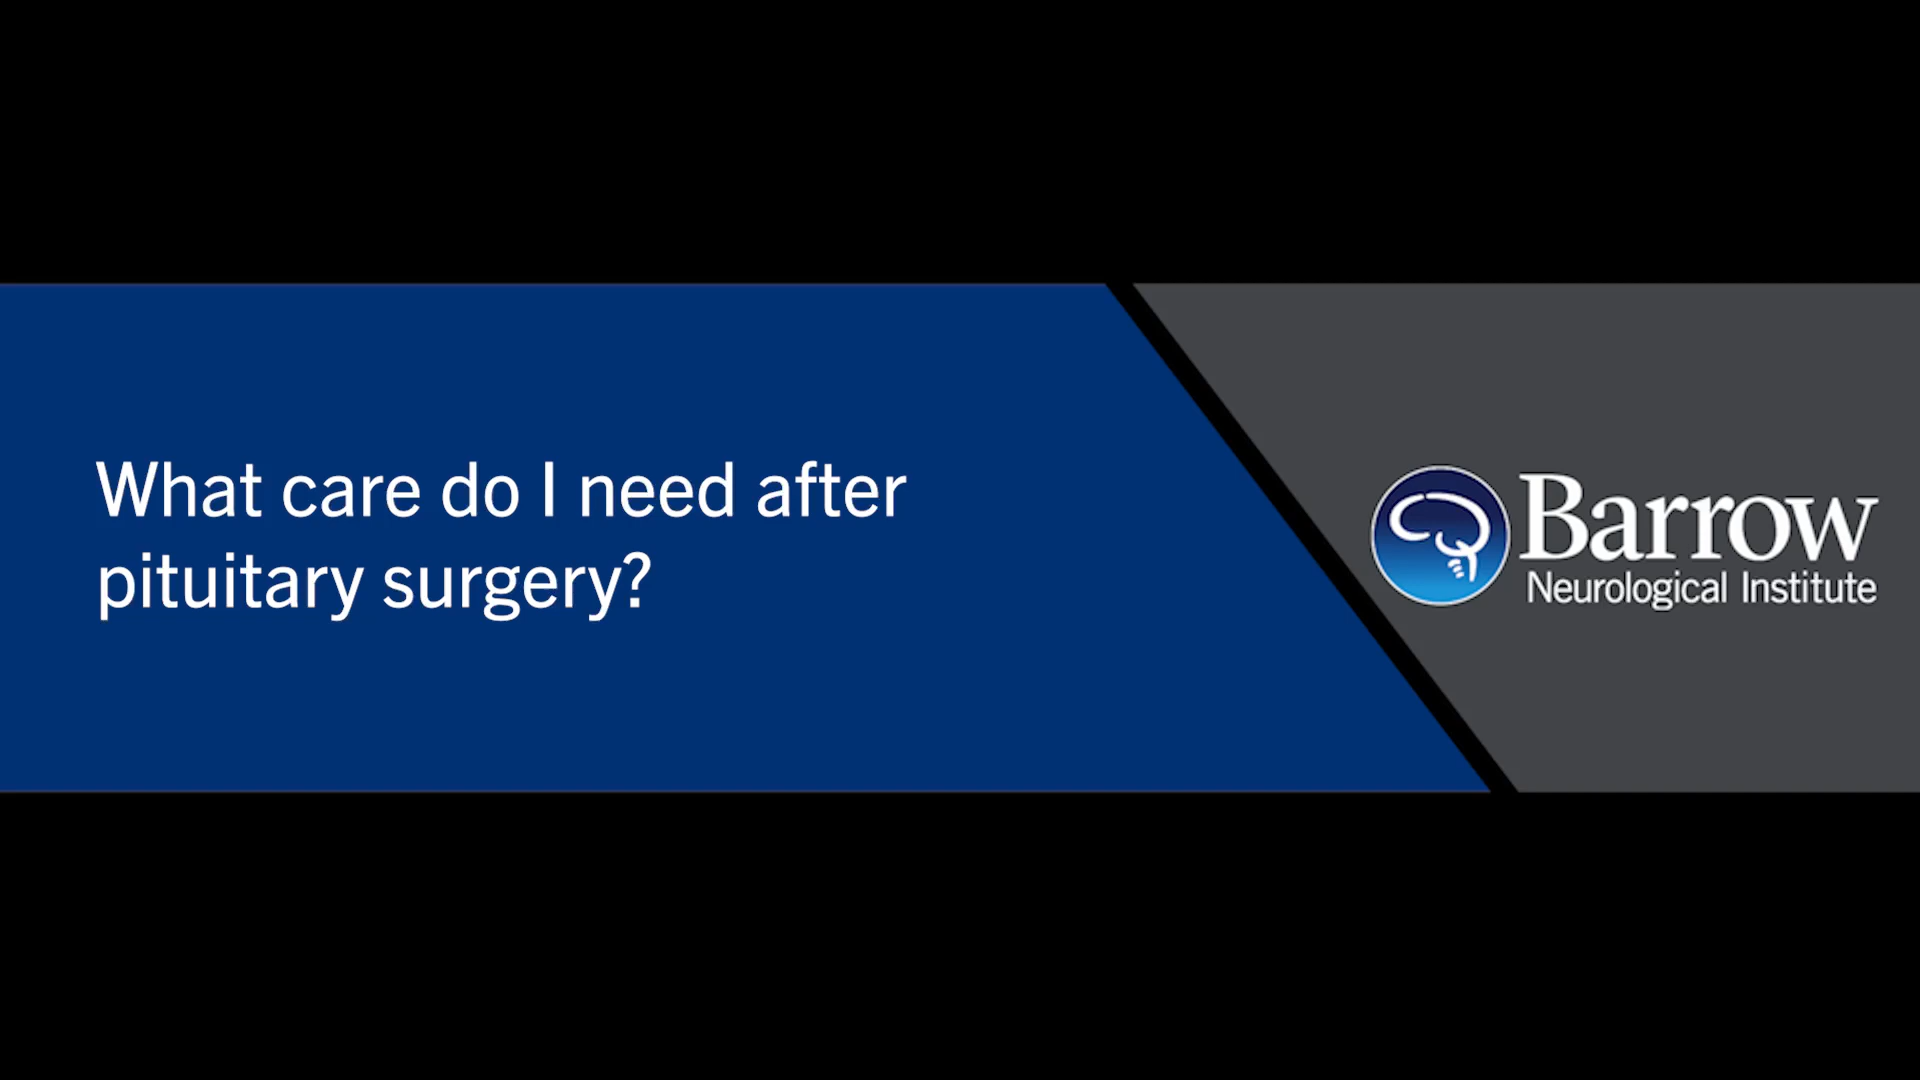 What care do I need after
pituitary surgery?
Barrow
Neurological Institute